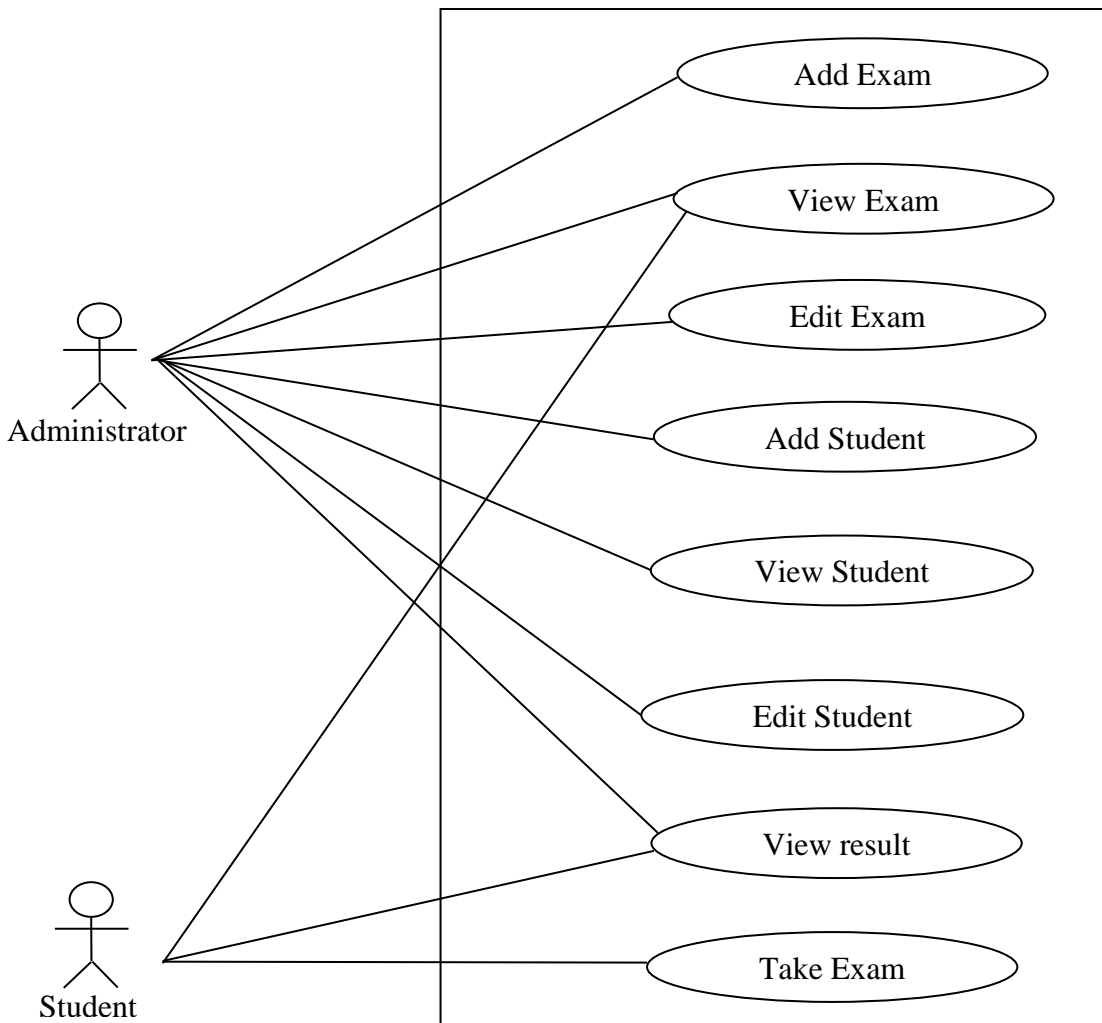 Add Exam
View Exam
Edit Exam
Administrator
Add Student
View Student
Edit Student
View result
Take Exam
Student